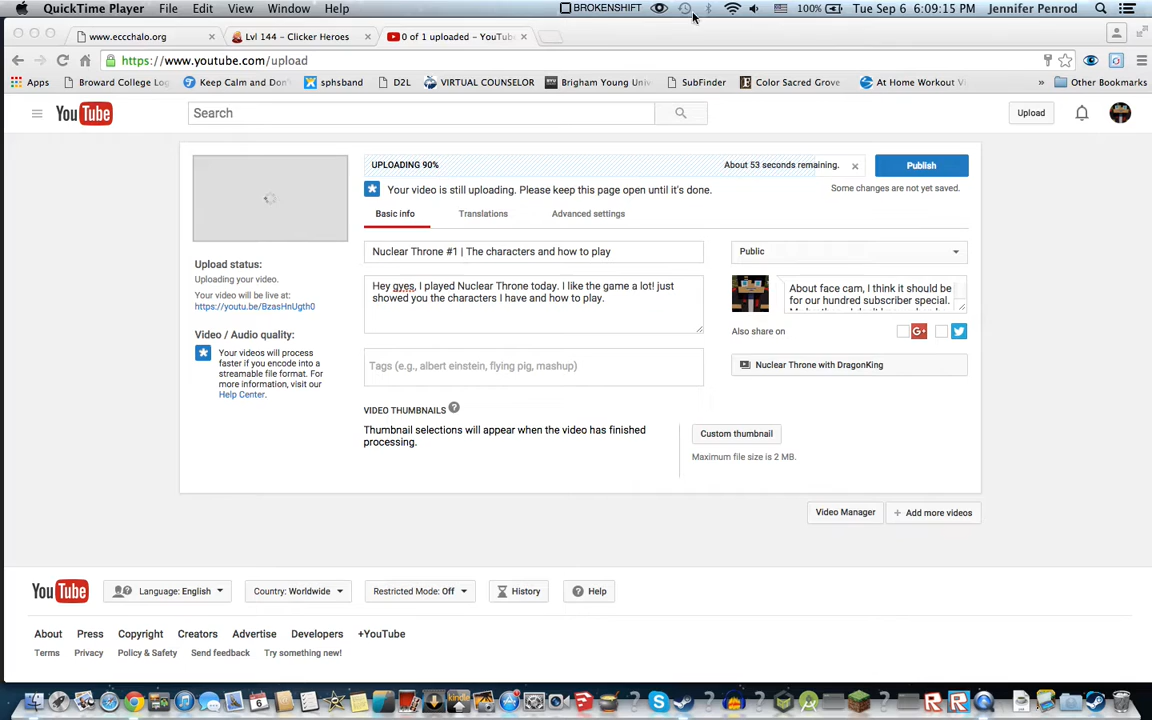 QuickTime Player File Edit View Window Help BROKENSHIFT 100% Tue Sep 6 6:09:15 PM Jennifer Penrod
www.eccchalo.org Lvl 144 – Clicker Heroes 0 of 1 uploaded – YouTu
https://www.youtube.com/upload
Apps Broward College Log Keep Calm and On sphsband D2L VIRTUAL COUNSELOR Brigham Young Uni SubFinder Color Sacred Grove At Home Workout V » Other Bookmarks
YouTube Search Upload
UPLOADING 90% About 53 seconds remaining. Publish
Your video is still uploading. Please keep this page open until it's done. Some changes are not yet saved.
Basic info Translations Advanced settings
Nuclear Throne #1 | The characters and how to play Public
Upload status:
Uploading your video.
Your video will be live at:
https://youtu.be/BzasHnUgth0
Hey gyes, I played Nuclear Throne today. I like the game a lot! just
showed you the characters I have and how to play.
About face cam, I think it should be
for our hundred subscriber special.
Also share on
Video / Audio quality:
Your videos will process
faster if you encode into a
streamable file format. For
more information, visit our
Help Center.
Tags (e.g., albert einstein, flying pig, mashup)
Nuclear Throne with DragonKing
VIDEO THUMBNAILS
Thumbnail selections will appear when the video has finished
processing.
Custom thumbnail
Maximum file size is 2 MB.
Video Manager + Add more videos
YouTube Language: English Country: Worldwide Restricted Mode: Off History Help
About Press Copyright Creators Advertise Developers +YouTube
Terms Privacy Policy & Safety Send feedback Try something new!